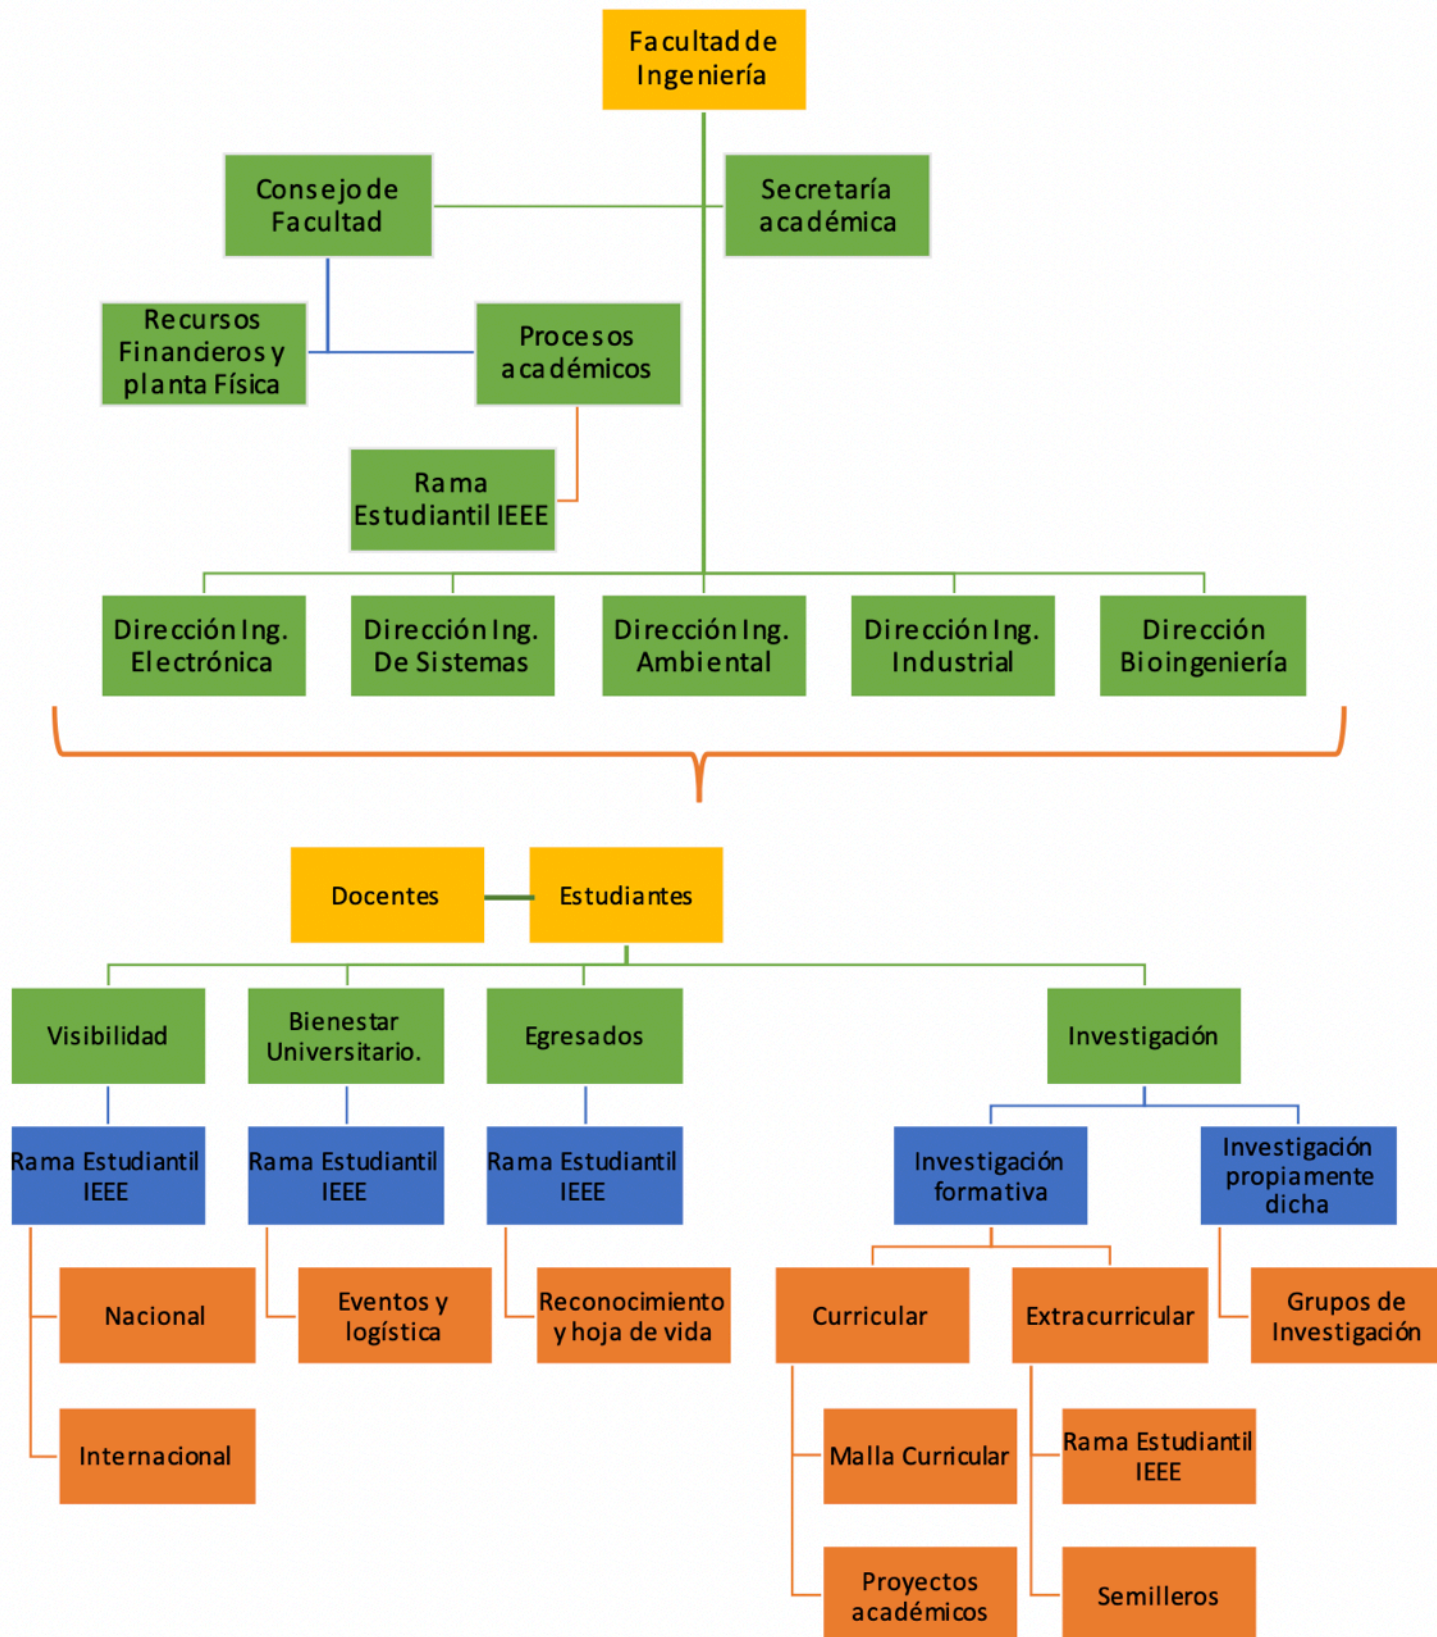 Facultad de
Ingeniería
Consejo de
Facultad
Secretaría
académica
Recursos
Financieros y
planta Física
Procesos
académicos
Rama
Estudiantil IEEE
Dirección Ing.
Electrónica
Dirección Ing.
De Sistemas
Dirección Ing.
Ambiental
Dirección Ing.
Industrial
Dirección
Bioingeniería
Docentes
Estudiantes
Visibilidad
Bienestar
Universitario.
Egresados
Investigación
Rama Estudiantil
IEEE
Rama Estudiantil
IEEE
Rama Estudiantil
IEEE
Investigación
formativa
Investigación
propiamente
dicha
Nacional
Eventos y
logística
Reconocimiento
y hoja de vida
Curricular
Extracurricular
Grupos de
Investigación
Internacional
Malla Curricular
Rama Estudiantil
IEEE
Proyectos
académicos
Semilleros